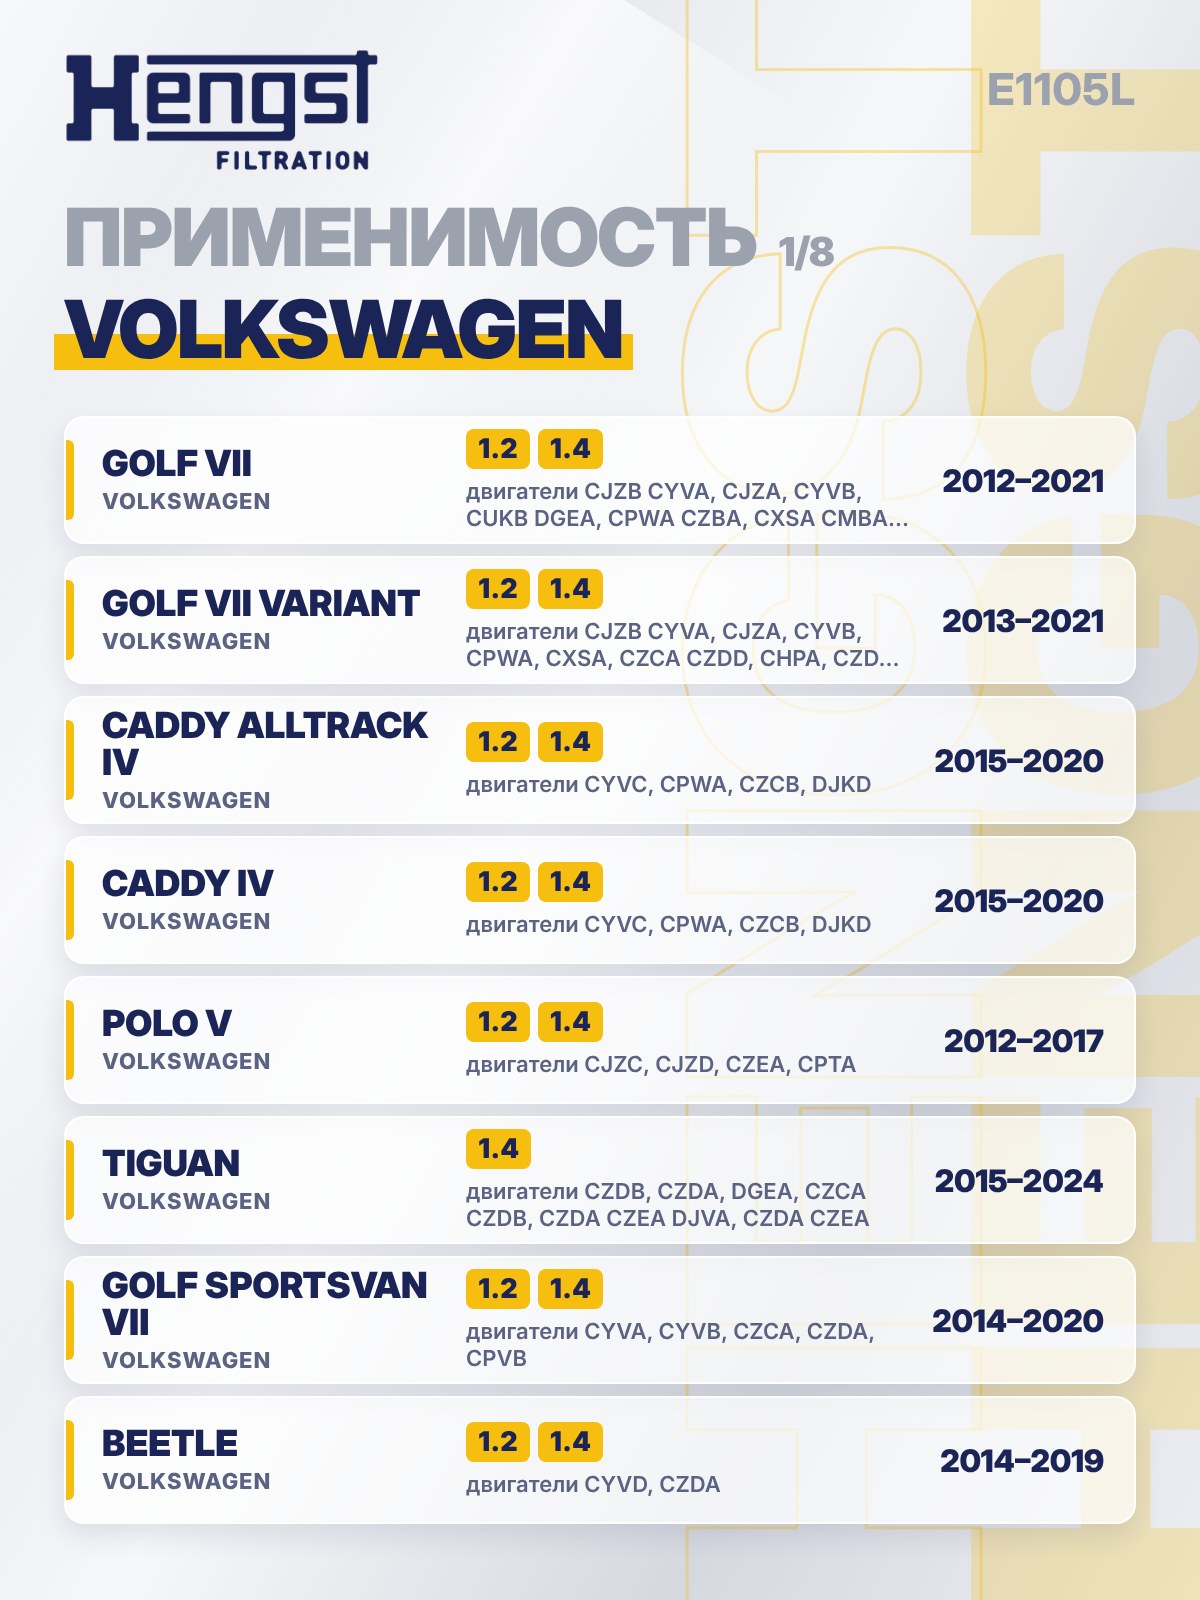 Hengst
FILTRATION
E1105L
ПРИМЕНИМОСТЬ 1/8
VOLKSWAGEN
GOLF VII
VOLKSWAGEN
1.2 1.4
двигатели CJZB CYVA, CJZA, CYVB,
CUKB DGEA, CPWA CZBA, CXSA CMBA...
2012–2021
GOLF VII VARIANT
VOLKSWAGEN
1.2 1.4
двигатели CJZB CYVA, CJZA, CYVB,
CPWA, CXSA, CZCA CZDD, CHPA, CZD...
2013–2021
CADDY ALLTRACK
IV
VOLKSWAGEN
1.2 1.4
двигатели CYVC, CPWA, CZCB, DJKD
2015–2020
CADDY IV
VOLKSWAGEN
1.2 1.4
двигатели CYVC, CPWA, CZCB, DJKD
2015–2020
POLO V
VOLKSWAGEN
1.2 1.4
двигатели CJZC, CJZD, CZEA, CPTA
2012–2017
TIGUAN
VOLKSWAGEN
1.4
двигатели CZDB, CZDA, DGEA, CZCA
CZDB, CZDA CZEA DJVA, CZDA CZEA
2015–2024
GOLF SPORTSVAN
VII
VOLKSWAGEN
1.2 1.4
двигатели CYVA, CYVB, CZCA, CZDA,
CPVB
2014–2020
BEETLE
VOLKSWAGEN
1.2 1.4
двигатели CYVD, CZDA
2014–2019
HENGST
HENGST